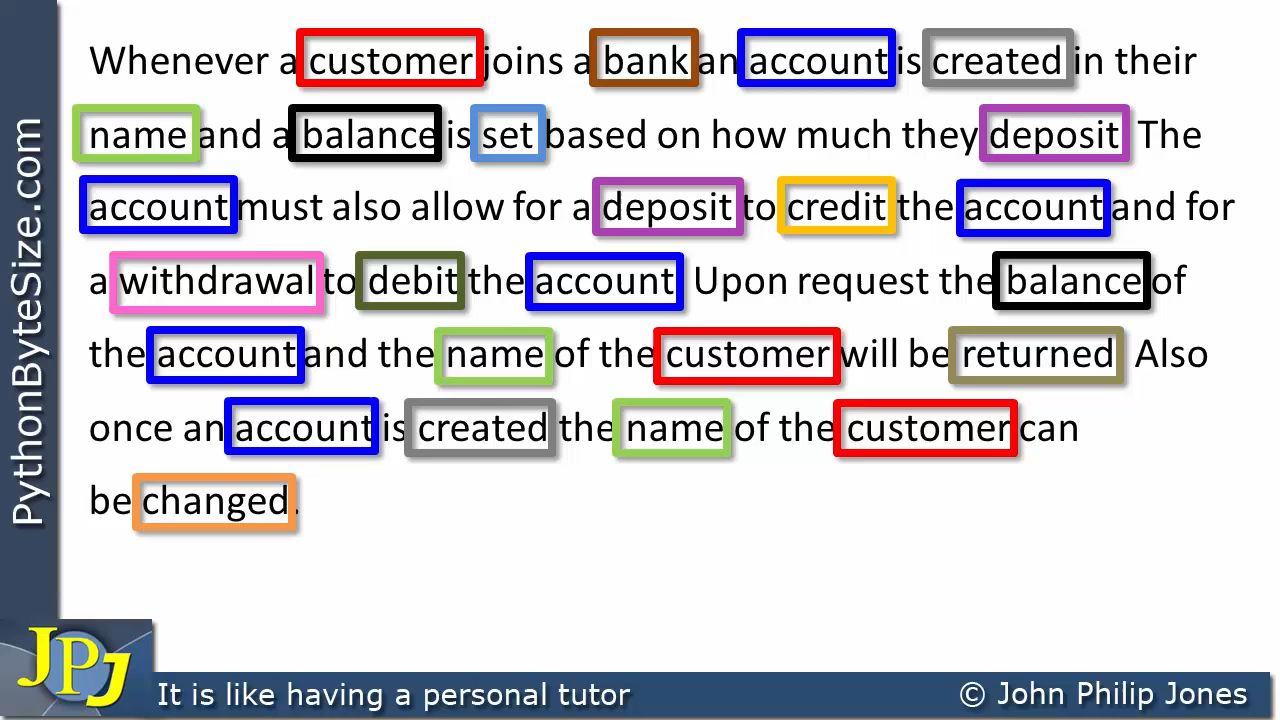 Whenever a customer joins a bank an account is created in their
name and a balance is set based on how much they deposit The
account must also allow for a deposit to credit the account and for
a withdrawal to debit the account Upon request the balance of
the account and the name of the customer will be returned Also
once an account is created the name of the customer can
be changed.
PythonByteSize.com
JPJ
It is like having a personal tutor
© John Philip Jones